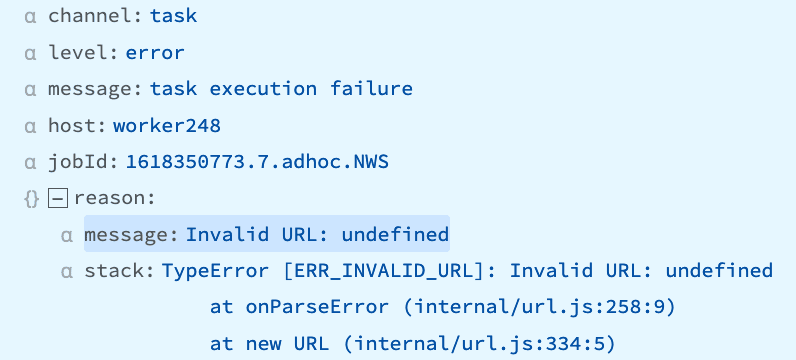 α channel: task
α level: error
α message: task execution failure
α host: worker248
α jobId: 1618350773.7.adhoc.NWS
{} − reason:
α message: Invalid URL: undefined
α stack: TypeError [ERR_INVALID_URL]: Invalid URL: undefined
at onParseError (internal/url.js:258:9)
at new URL (internal/url.js:334:5)